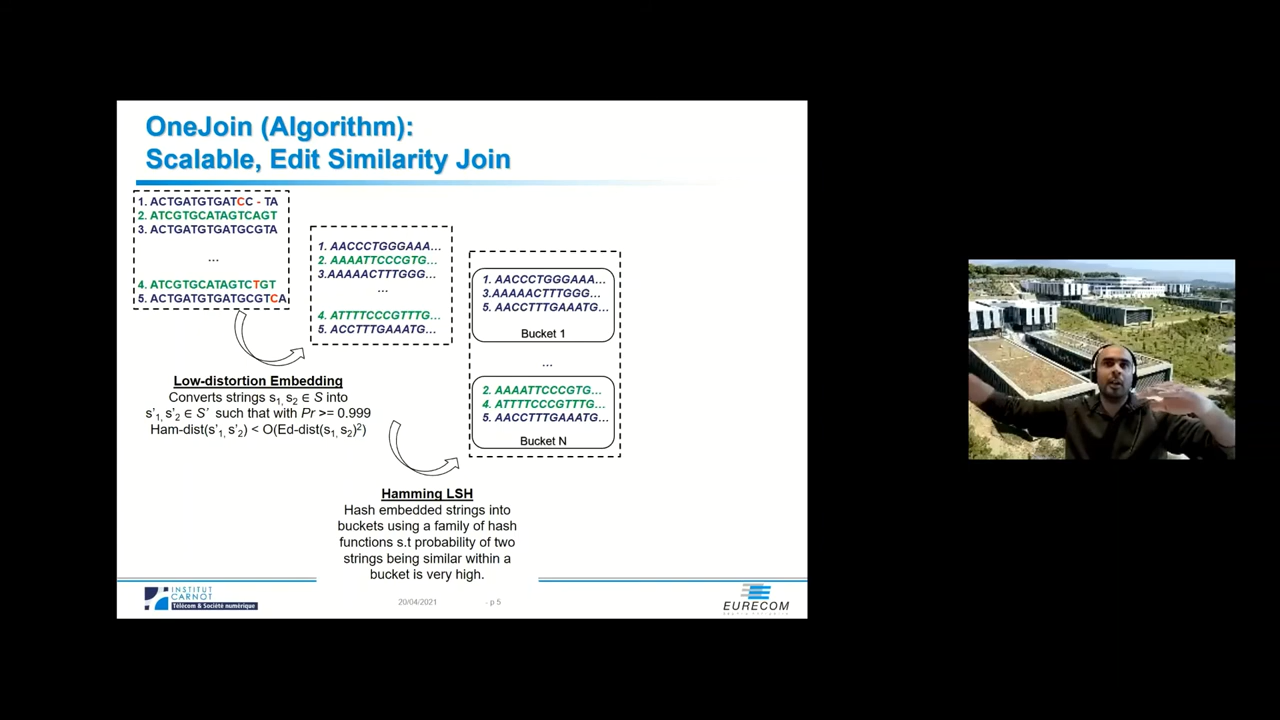 OneJoin (Algorithm):
Scalable, Edit Similarity Join
1. ACTGATGTGATCC - TA
2. ATCGTGCATAGTCAGT
3. ACTGATGTGATGCGTA
...
4. ATCGTGCATAGTCTGT
5. ACTGATGTGATGCGTCA
1. AACCCTGGGAAA...
2. AAAATTCCCGTG...
3.AAAAACTTTGGG...
...
4. ATTTTCCCGTTTG...
5. ACCTTTGAAATG...
1. AACCCTGGGAAA...
3.AAAAACTTTGGG...
5. AACCTTTGAAATG...
Bucket 1
...
2. AAAATTCCCGTG...
4. ATTTTCCCGTTTG...
5. AACCTTTGAAATG...
Bucket N
Low-distortion Embedding
Converts strings s1, s2 ∈ S into
s'1, s'2 ∈ S' such that with Pr >= 0.999
Ham-dist(s'1, s'2) < O(Ed-dist(s1, s2)²)
Hamming LSH
Hash embedded strings into
buckets using a family of hash
functions s.t probability of two
strings being similar within a
bucket is very high.
INSTITUT
CARNOT
Télécom & Société numérique
20/04/2021 - p 5
EURECOM